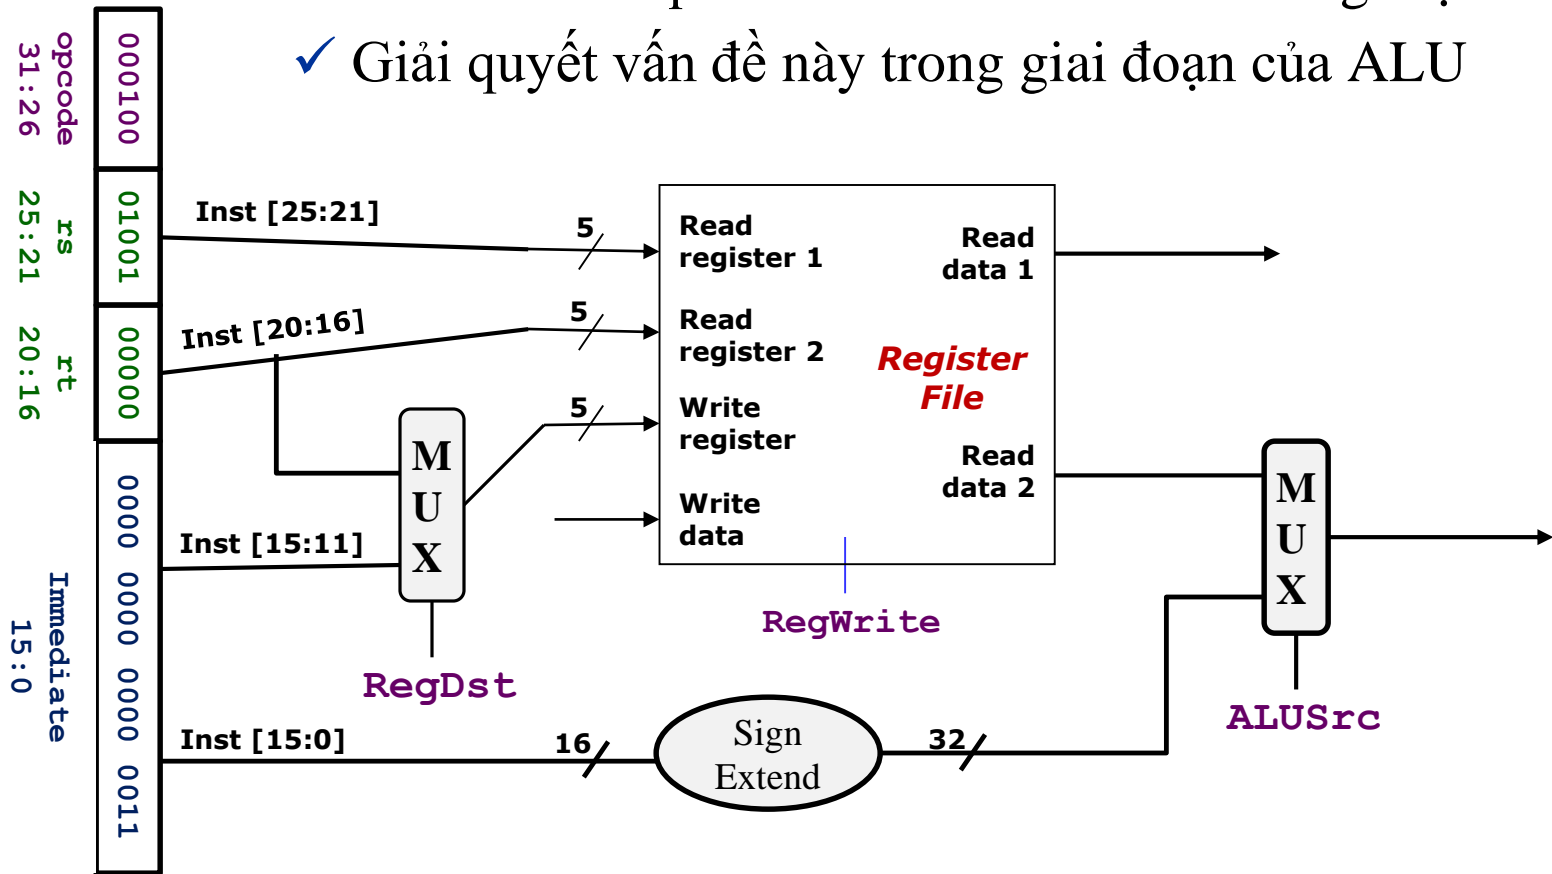 ✓ Giải quyết vấn đề này trong giai đoạn của ALU
opcode
31:26
000100
rs
25:21
01001
rt
20:16
00000
Immediate
15:0
0000 0000 0000 0011
Inst [25:21]
5
Inst [20:16]
5
5
Inst [15:11]
Inst [15:0]
16
32
M
U
X
RegDst
Read
register 1
Read
register 2
Write
register
Write
data
Read
data 1
Register
File
Read
data 2
RegWrite
Sign
Extend
M
U
X
ALUSrc